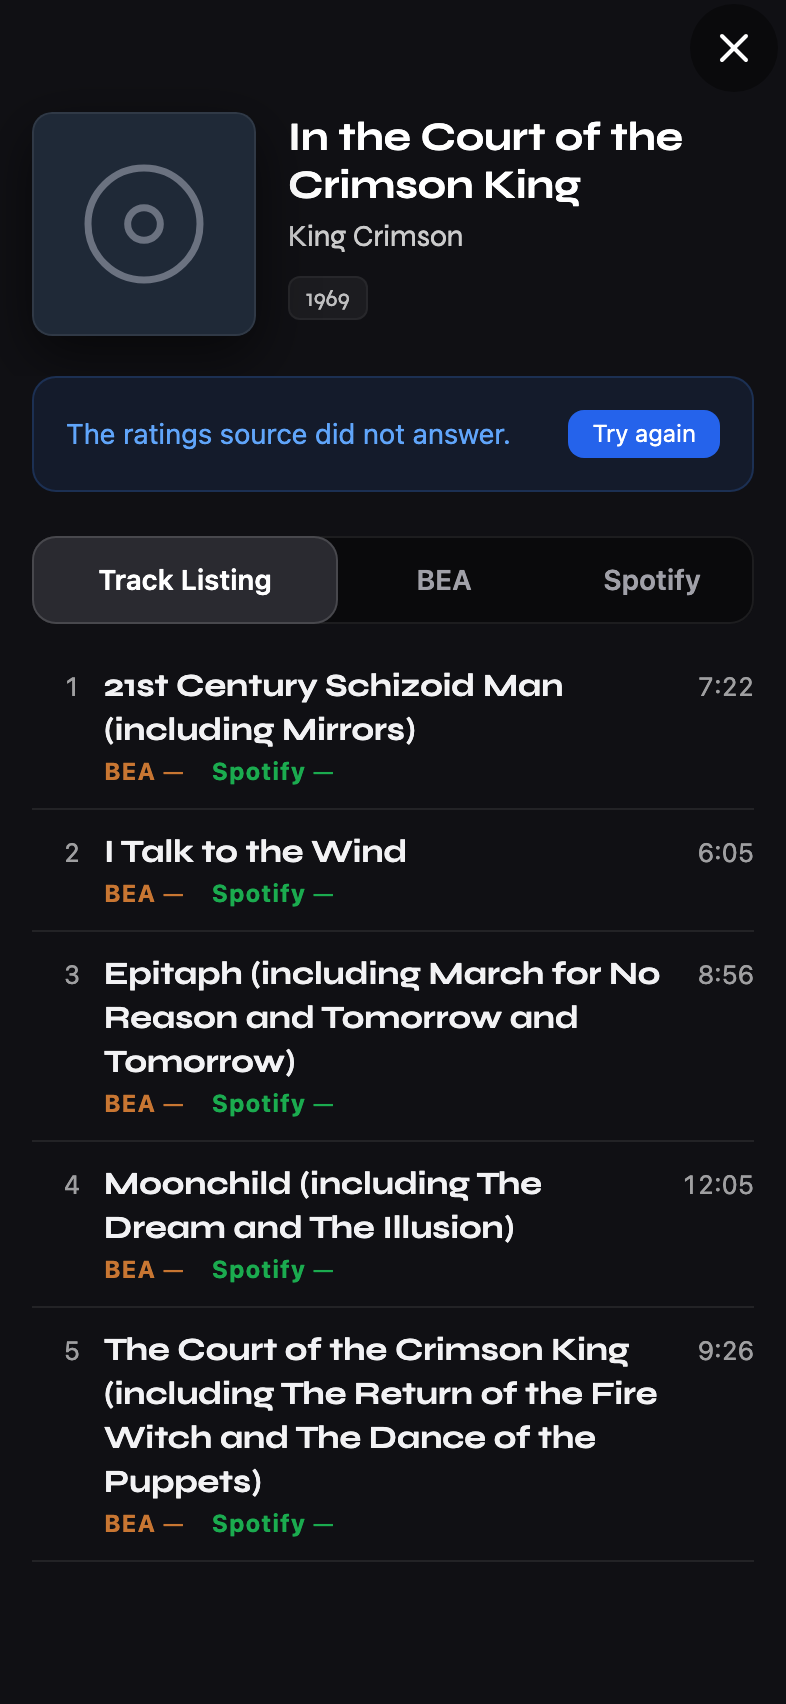 In the Court of the
Crimson King
King Crimson
1969
The ratings source did not answer.
Try again
Track Listing
BEA
Spotify
1 21st Century Schizoid Man 7:22
(including Mirrors)
BEA — Spotify —
2 I Talk to the Wind 6:05
BEA — Spotify —
3 Epitaph (including March for No 8:56
Reason and Tomorrow and
Tomorrow)
BEA — Spotify —
4 Moonchild (including The 12:05
Dream and The Illusion)
BEA — Spotify —
5 The Court of the Crimson King 9:26
(including The Return of the Fire
Witch and The Dance of the
Puppets)
BEA — Spotify —